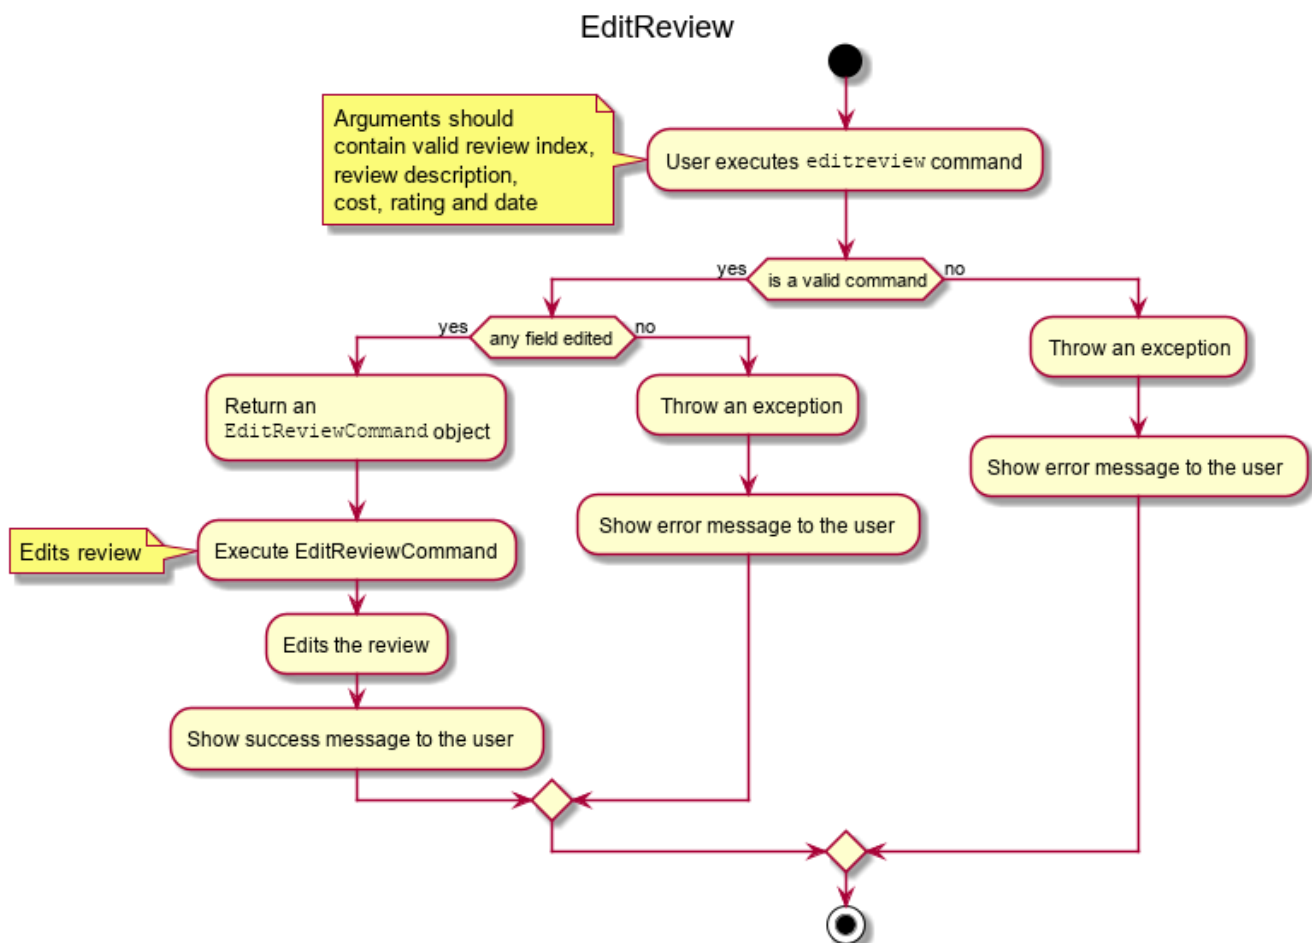 EditReview
Arguments should
contain valid review index,
review description,
cost, rating and date
User executes editreview command
yes
is a valid command
no
yes
any field edited
no
Throw an exception
Return an
EditReviewCommand object
Throw an exception
Show error message to the user
Show error message to the user
Edits review
Execute EditReviewCommand
Edits the review
Show success message to the user